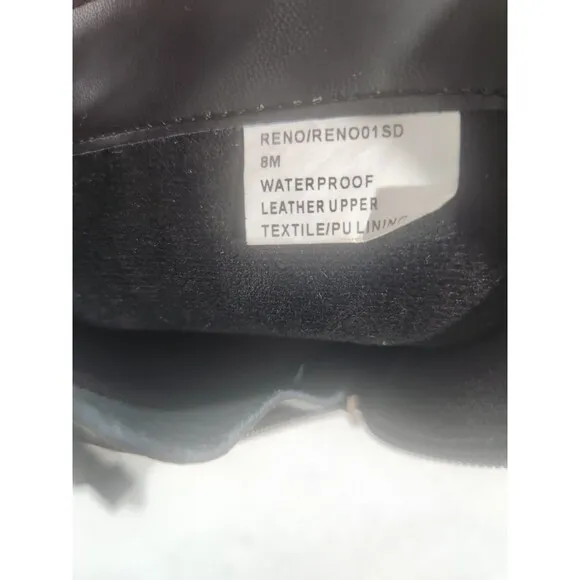 RENO/RENO01SD
8M
WATERPROOF
LEATHER UPPER
TEXTILE/PU LINING